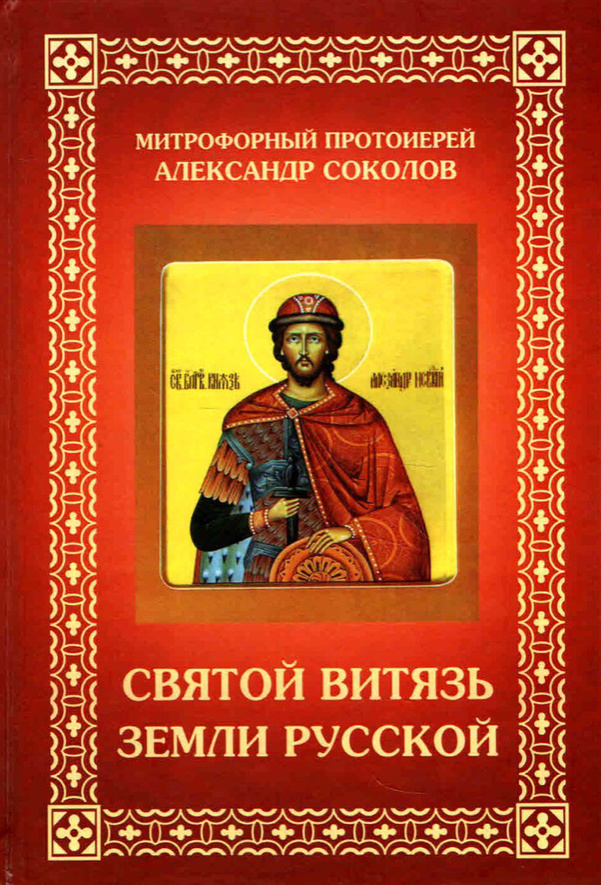 МИТРОФОРНЫЙ ПРОТОИЕРЕЙ
АЛЕКСАНДР СОКОЛОВ
СВЯТОЙ ВИТЯЗЬ
ЗЕМЛИ РУССКОЙ